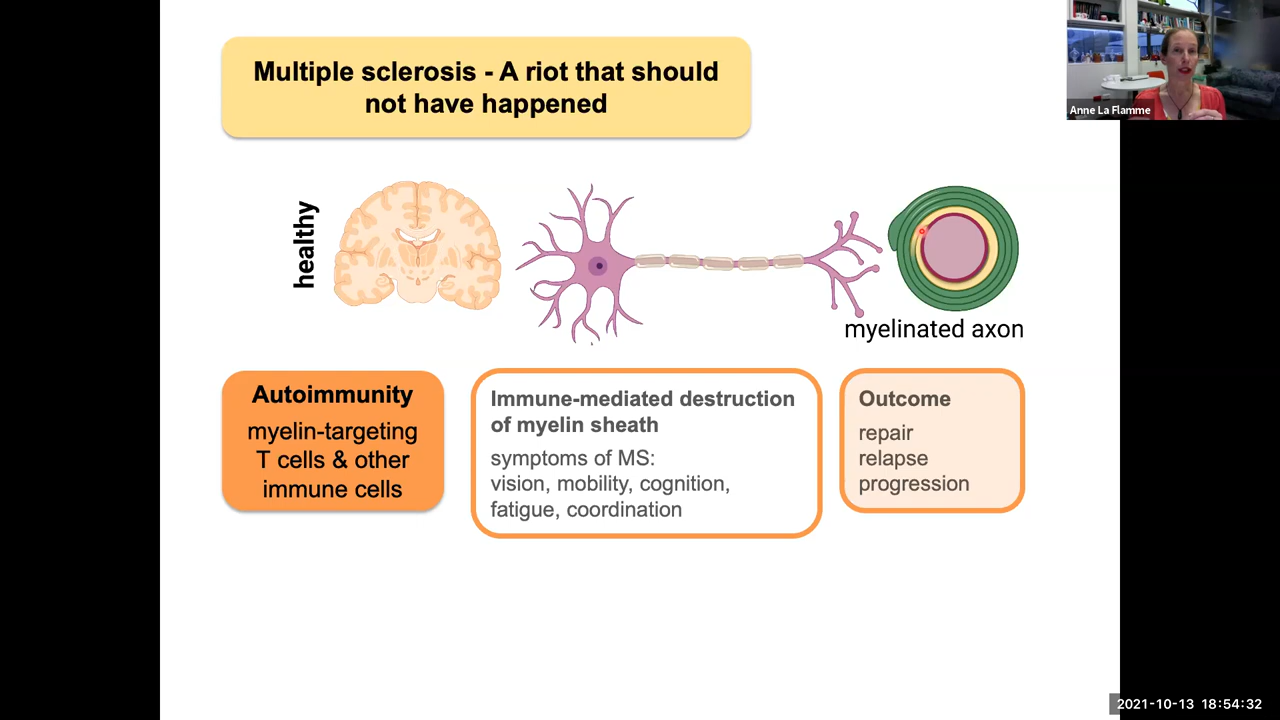 Multiple sclerosis - A riot that should
not have happened
Anne La Flamme
healthy
myelinated axon
Autoimmunity
myelin-targeting
T cells & other
immune cells
Immune-mediated destruction
of myelin sheath
symptoms of MS:
vision, mobility, cognition,
fatigue, coordination
Outcome
repair
relapse
progression
2021-10-13 18:54:32